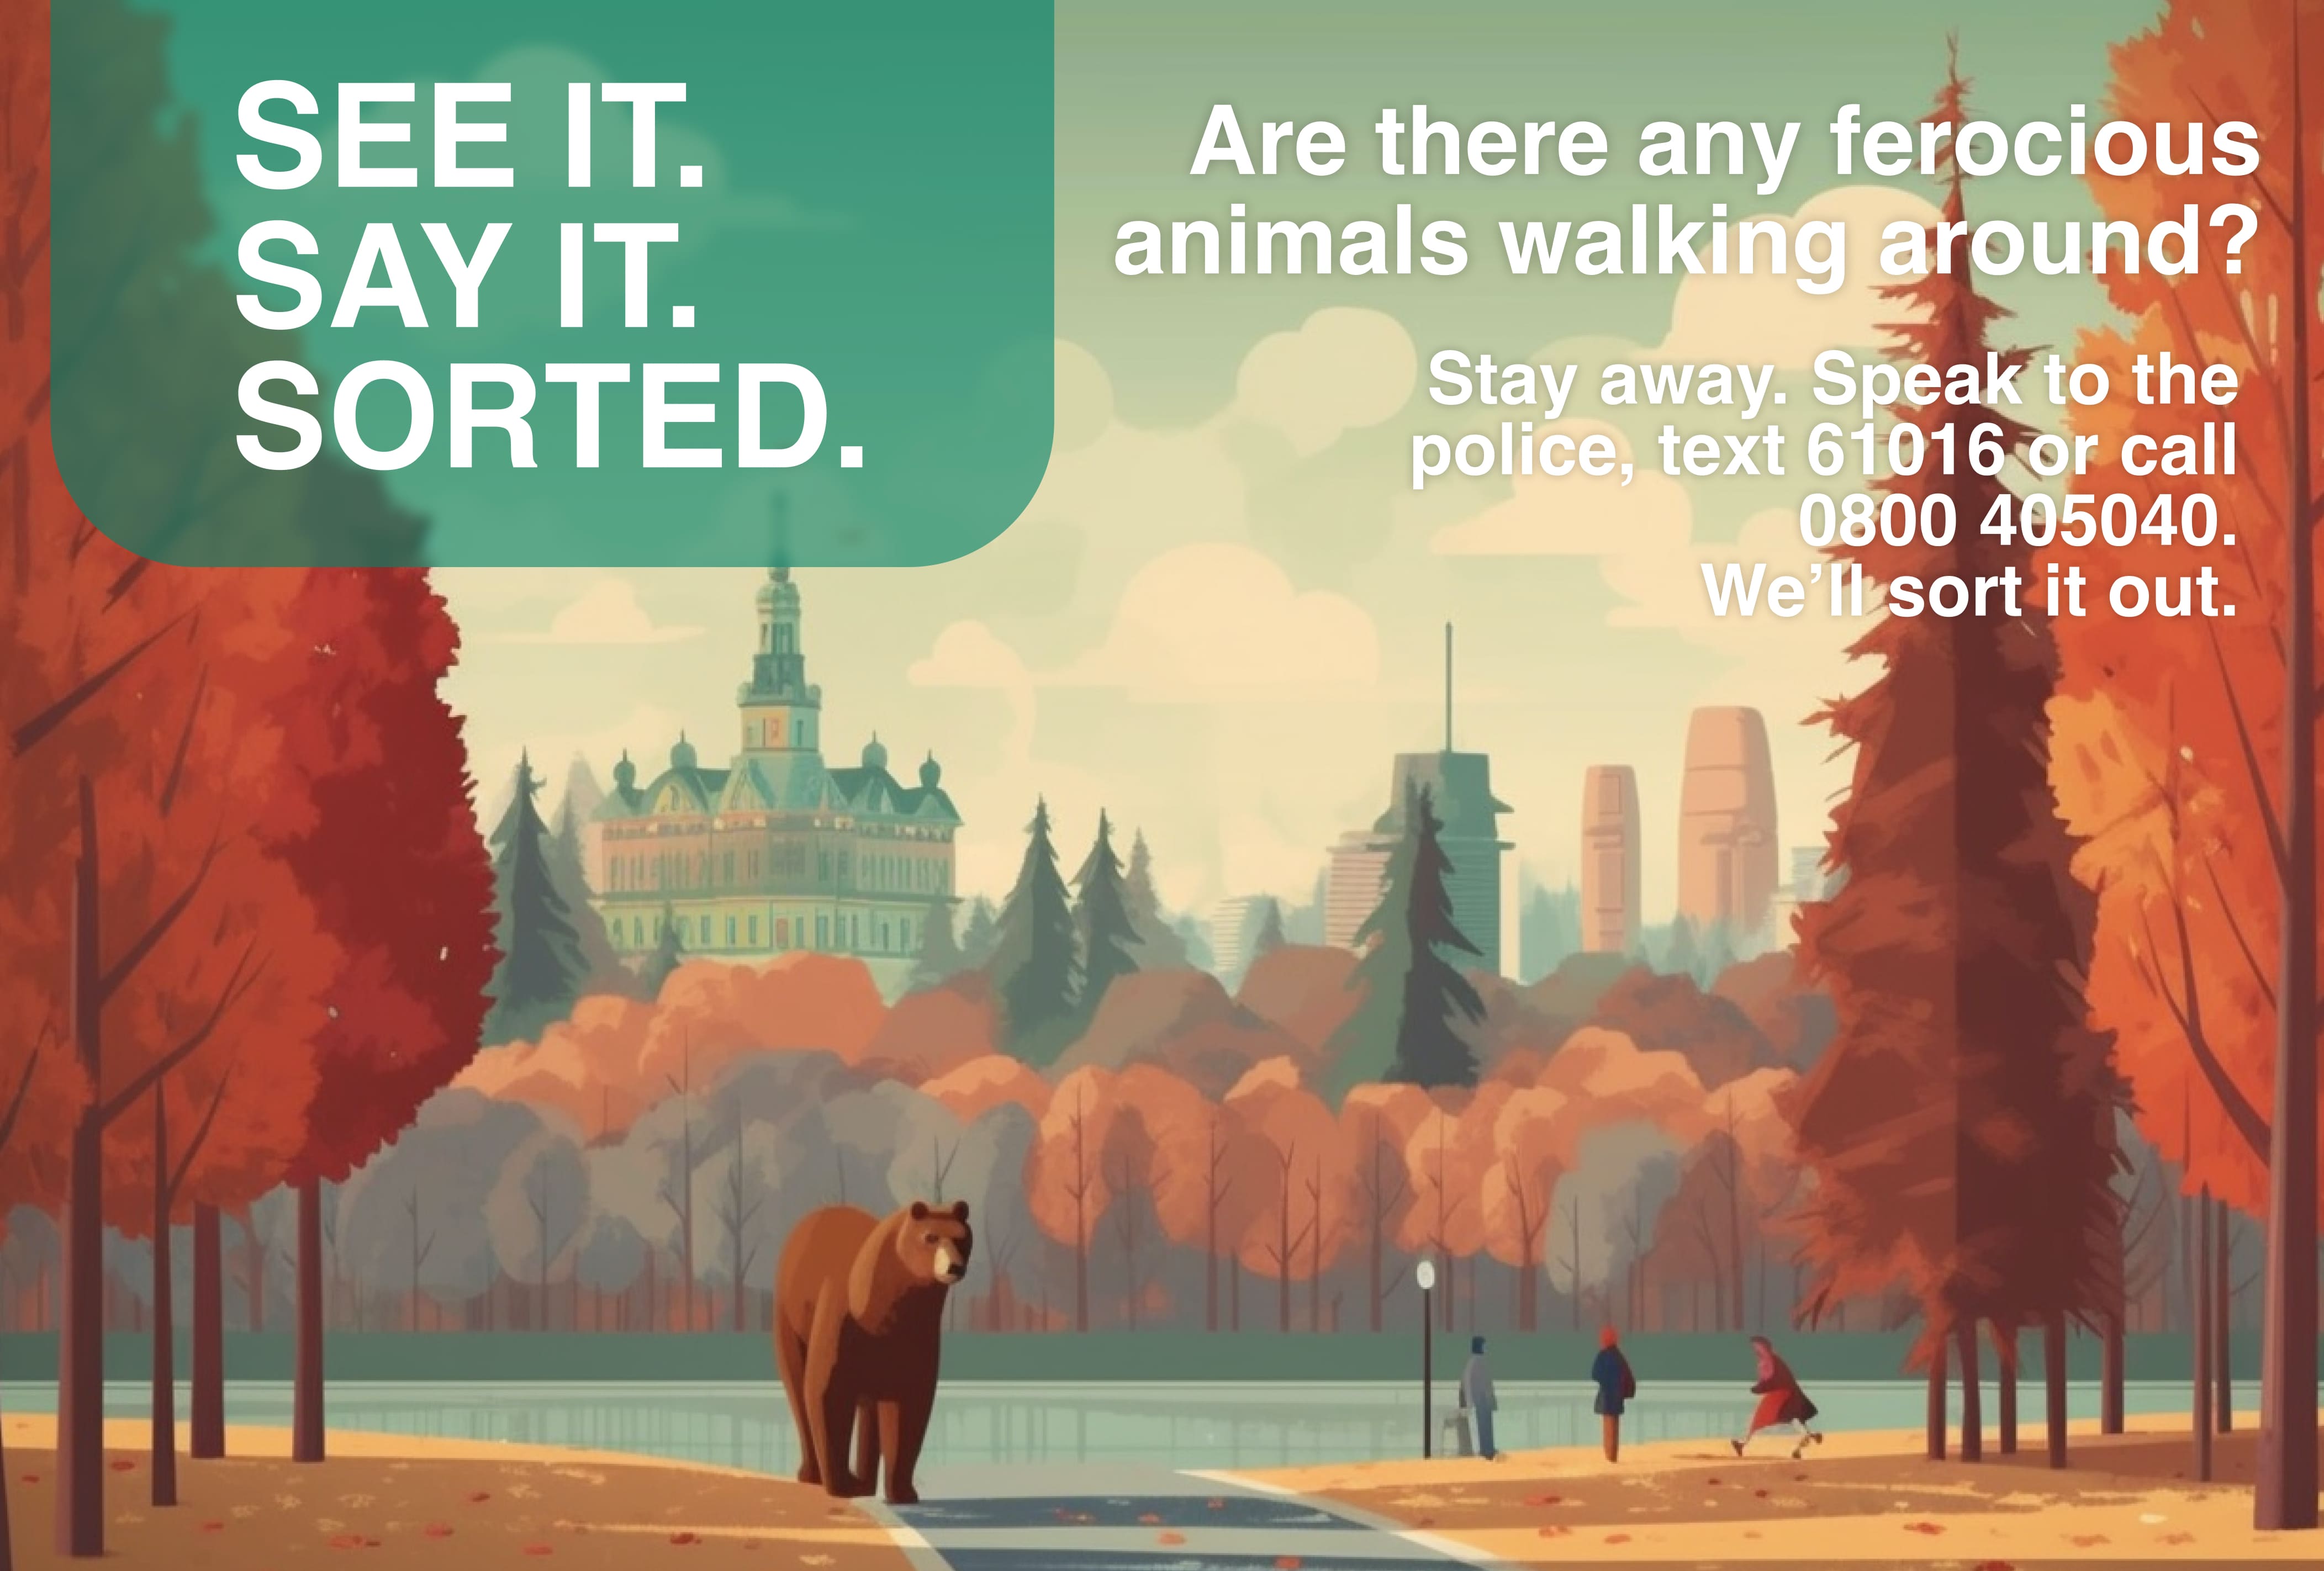 SEE IT.
SAY IT.
SORTED.
Are there any ferocious
animals walking around?
Stay away. Speak to the
police, text 61016 or call
0800 405040.
We’ll sort it out.